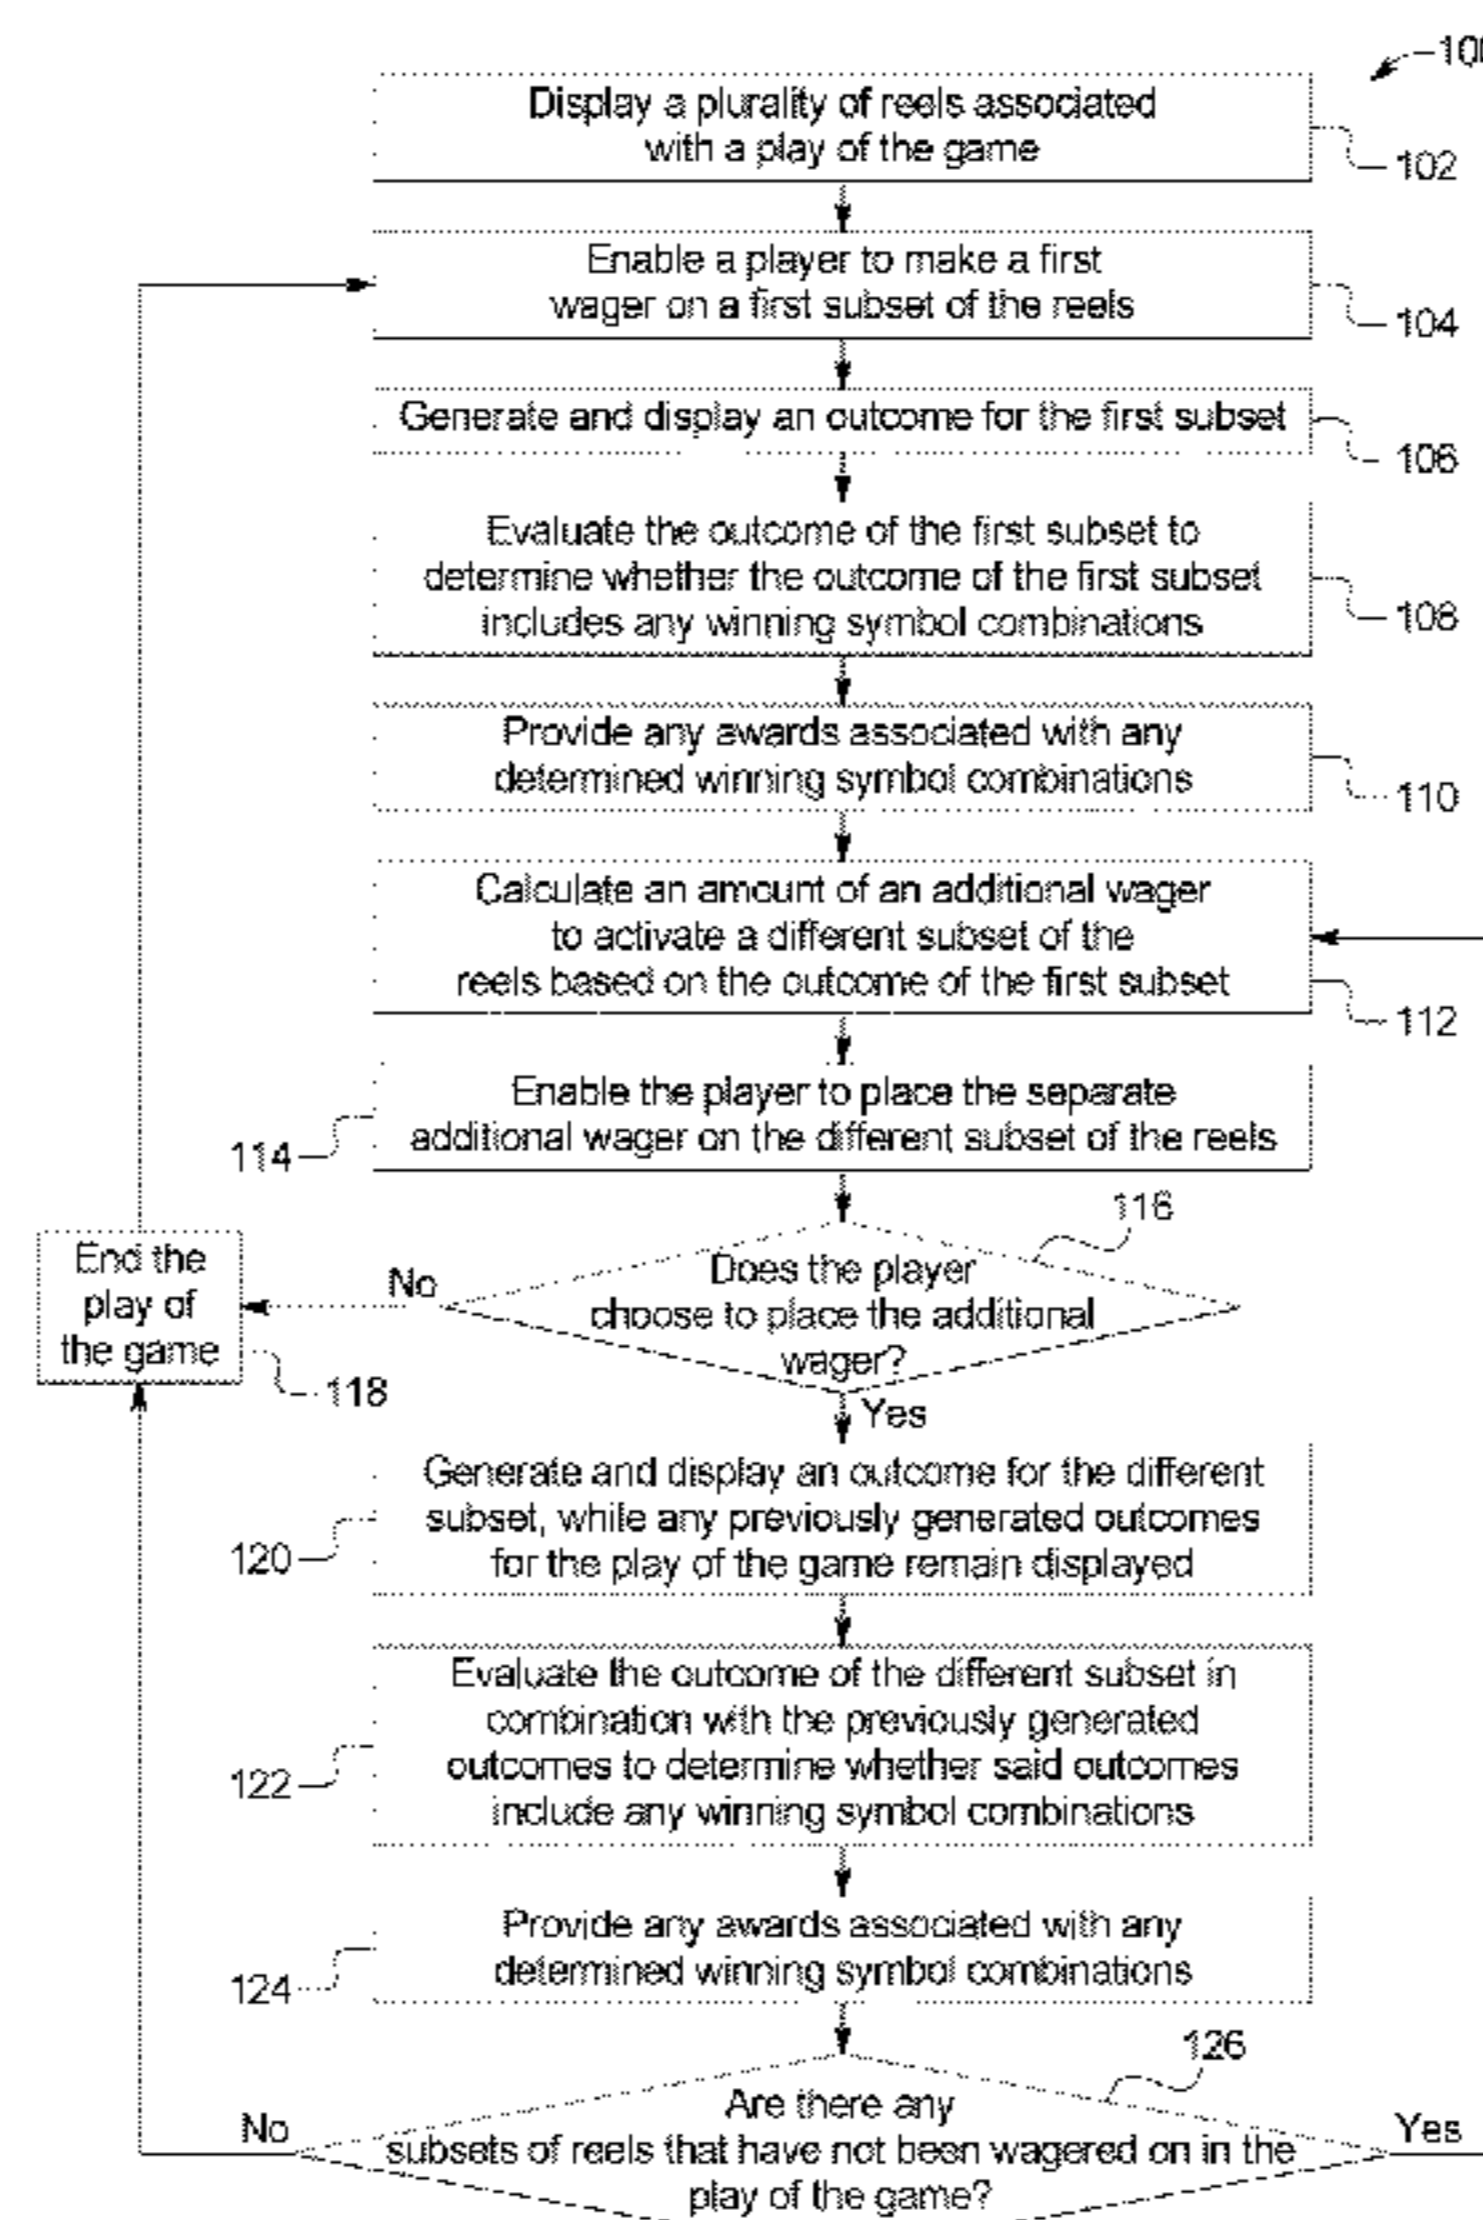 Display a plurality of reels associated
with a play of the game
102
Enable a player to make a first
wager on a first subset of the reels
104
Generate and display an outcome for the first subset
106
Evaluate the outcome of the first subset to
determine whether the outcome of the first subset
includes any winning symbol combinations
108
Provide any awards associated with any
determined winning symbol combinations
110
Calculate an amount of an additional wager
to activate a different subset of the
reels based on the outcome of the first subset
112
Enable the player to place the separate
additional wager on the different subset of the reels
114
116
Does the player
choose to place the additional
wager?
No
End the
play of
the game
118
Yes
Generate and display an outcome for the different
subset, while any previously generated outcomes
for the play of the game remain displayed
120
Evaluate the outcome of the different subset in
combination with the previously generated
outcomes to determine whether said outcomes
include any winning symbol combinations
122
Provide any awards associated with any
determined winning symbol combinations
124
126
Are there any
subsets of reels that have not been wagered on in the
play of the game?
No
Yes